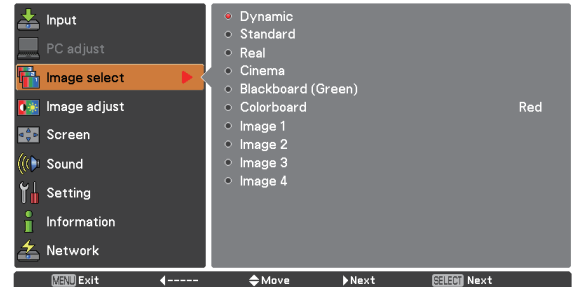 Input
PC adjust
Image select
Image adjust
Screen
Sound
Setting
Information
Network
Dynamic
Standard
Real
Cinema
Blackboard (Green)
Colorboard Red
Image 1
Image 2
Image 3
Image 4
MENU Exit ----- Move Next SELECT Next